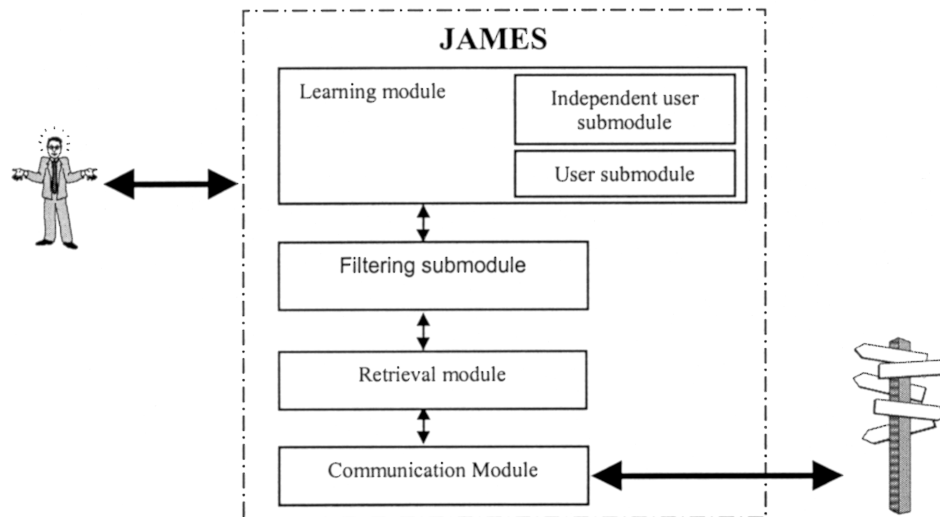 JAMES
Learning module
Independent user
submodule
User submodule
Filtering submodule
Retrieval module
Communication Module